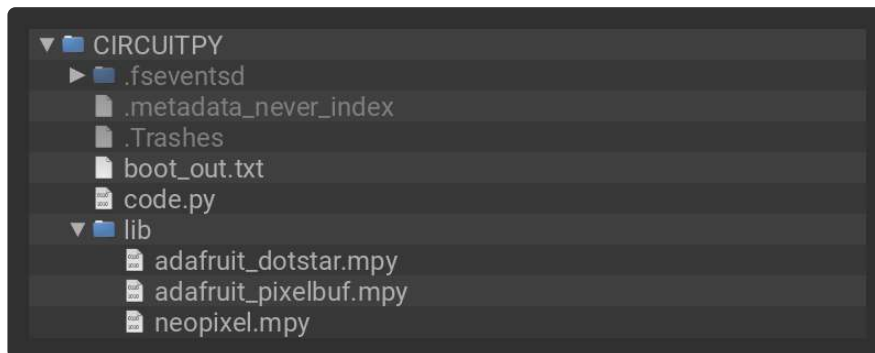 CIRCUITPY
.fseventsd
.metadata_never_index
.Trashes
boot_out.txt
code.py
lib
adafruit_dotstar.mpy
adafruit_pixelbuf.mpy
neopixel.mpy